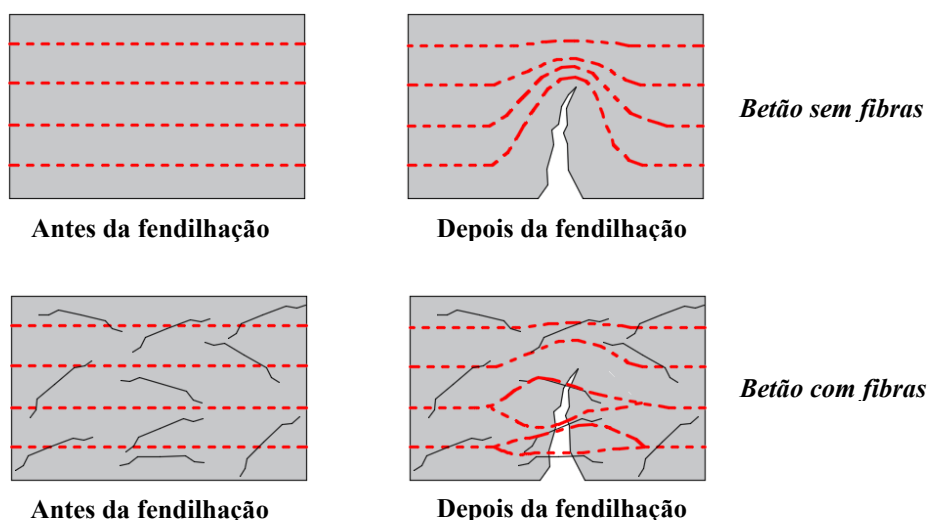 Betão sem fibras
Antes da fendilhação
Depois da fendilhação
Betão com fibras
Antes da fendilhação
Depois da fendilhação